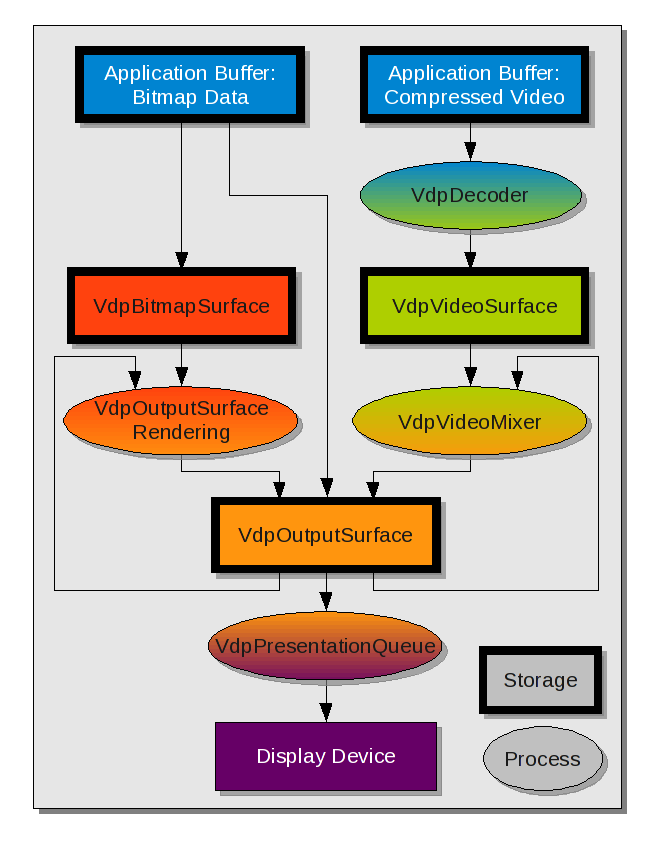 Application Buffer:
Bitmap Data
Application Buffer:
Compressed Video
VdpDecoder
VdpBitmapSurface
VdpVideoSurface
VdpOutputSurface
Rendering
VdpVideoMixer
VdpOutputSurface
VdpPresentationQueue
Storage
Display Device
Process